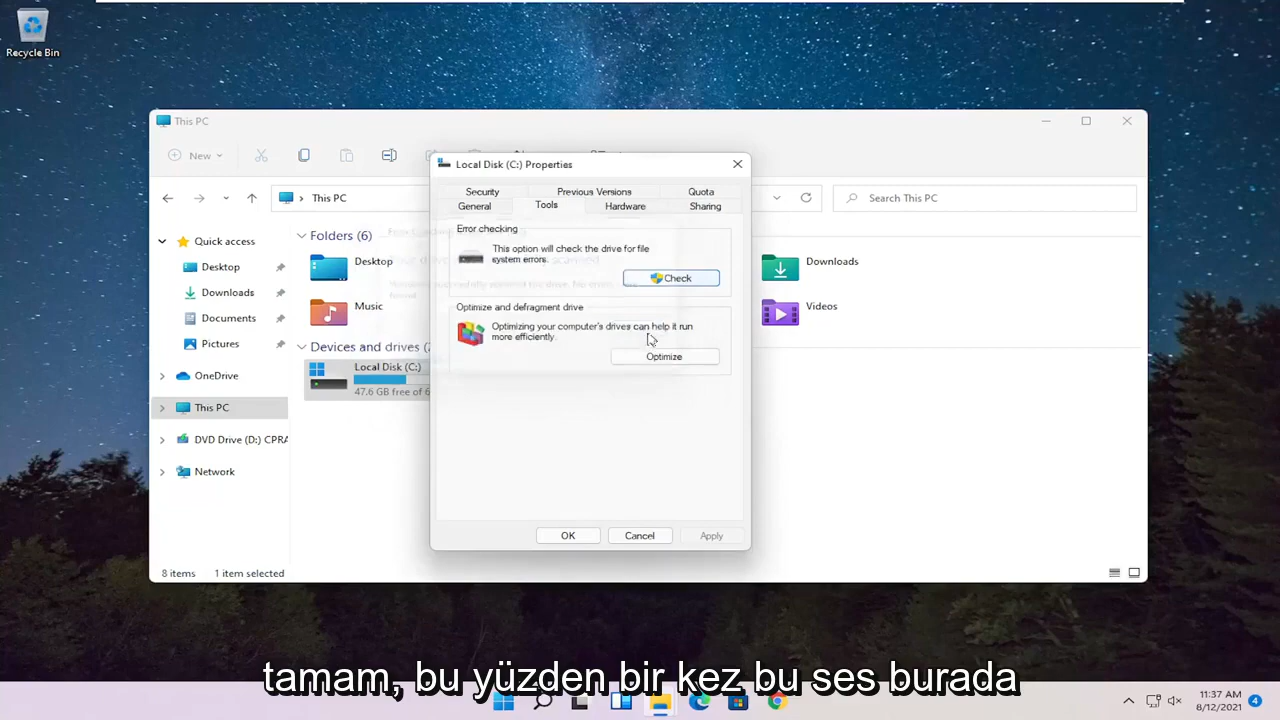 Recycle Bin
This PC
New
This PC
Search This PC
Quick access
Desktop
Downloads
Documents
Pictures
OneDrive
This PC
DVD Drive (D:) CPRA
Network
Folders (6)
Desktop
Music
Downloads
Videos
Devices and drives (
Local Disk (C:)
47.6 GB free of 6
8 items 1 item selected
Local Disk (C:) Properties
Security Previous Versions Quota
General Tools Hardware Sharing
Error checking
This option will check the drive for file
system errors.
Check
Optimize and defragment drive
Optimizing your computer's drives can help it run
more efficiently.
Optimize
OK Cancel Apply
tamam, bu yüzden bir kez bu ses burada
11:37 AM
8/12/2021
4